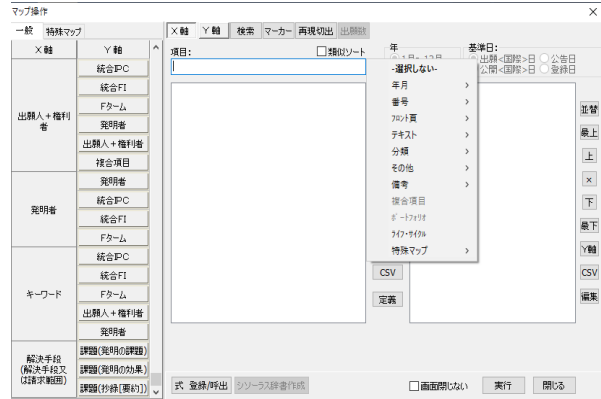 マップ操作
×
一般 特殊マップ
×軸 Y軸 検索 マーカー 再現切出 出願数
×軸 Y軸
出願人+権利者
統合IPC
統合FI
Fターム
発明者
出願人+権利者
複合項目
発明者
発明者
統合IPC
統合FI
Fターム
キーワード
統合IPC
統合FI
Fターム
出願人+権利者
発明者
解決手段
(解決手段又
は請求範囲)
課題(発明の課題)
課題(発明の効果)
課題(抄録[要約])
項目:
類似ソート
年
1月~12月
基準日:
出願<国際>日 公告日
公開<国際>日 登録日
-選択しない-
年月 >
番号 >
フロント頁 >
テキスト >
分類 >
その他 >
備考 >
複合項目
ポートフォリオ
ライフ・サイクル
特殊マップ >
CSV
定義
並替
最上
上
×
下
最下
Y軸
CSV
編集
式 登録/呼出 シソーラス辞書作成
画面閉じない 実行 閉じる